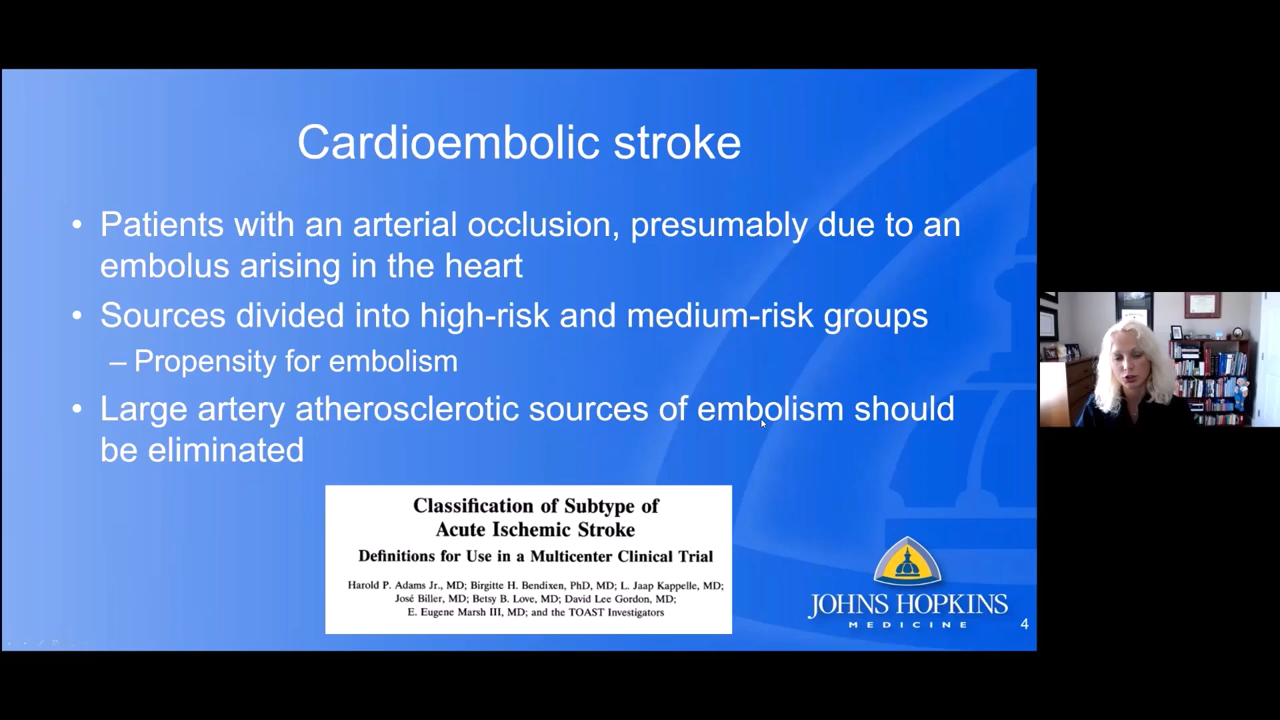 Cardioembolic stroke
• Patients with an arterial occlusion, presumably due to an
embolus arising in the heart
• Sources divided into high-risk and medium-risk groups
– Propensity for embolism
• Large artery atherosclerotic sources of embolism should
be eliminated
Classification of Subtype of
Acute Ischemic Stroke
Definitions for Use in a Multicenter Clinical Trial
Harold P. Adams Jr., MD; Birgitte H. Bendixen, PhD, MD; L. Jaap Kappelle, MD;
José Biller, MD; Betsy B. Love, MD; David Lee Gordon, MD;
E. Eugene Marsh III, MD; and the TOAST Investigators
JOHNS HOPKINS
MEDICINE
4